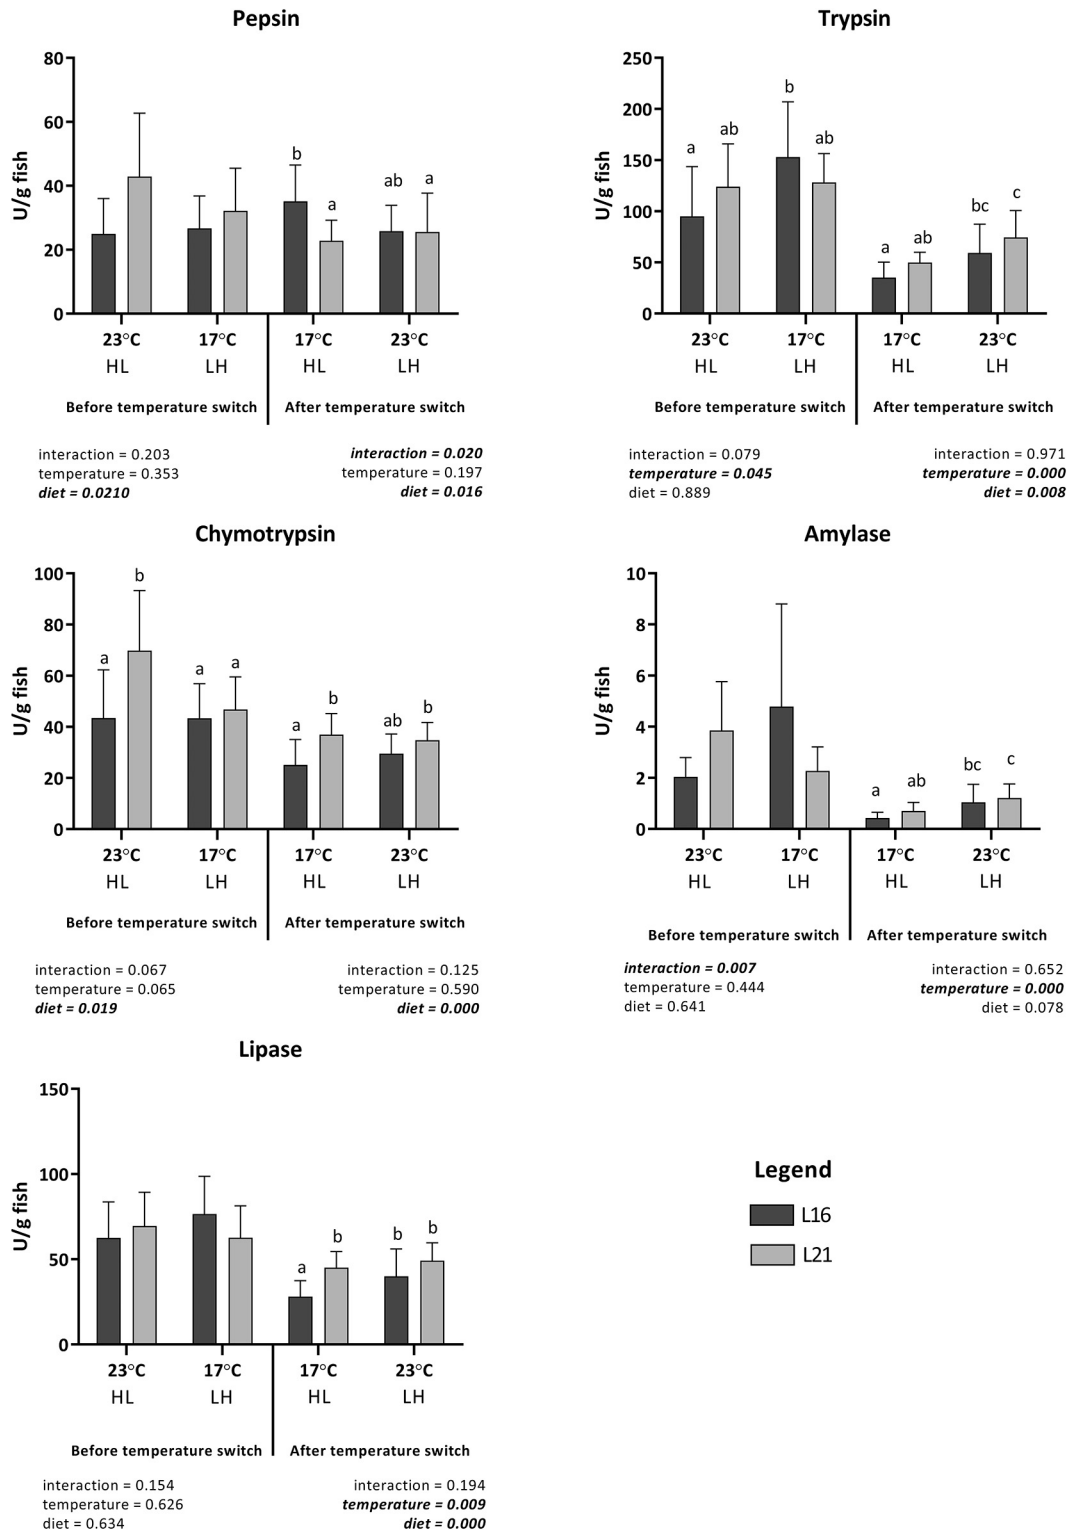 Pepsin
U/g fish
80
60
40
20
0
b
a
ab
a
23°C
17°C
17°C
23°C
HL
LH
HL
LH
Before temperature switch
After temperature switch
interaction = 0.203
temperature = 0.353
diet = 0.0210
interaction = 0.020
temperature = 0.197
diet = 0.016
Trypsin
U/g fish
250
200
150
100
50
0
a
ab
b
ab
a
ab
bc
c
23°C
17°C
17°C
23°C
HL
LH
HL
LH
Before temperature switch
After temperature switch
interaction = 0.079
temperature = 0.045
diet = 0.889
interaction = 0.971
temperature = 0.000
diet = 0.008
Chymotrypsin
U/g fish
100
80
60
40
20
0
a
b
a
a
a
b
ab
b
23°C
17°C
17°C
23°C
HL
LH
HL
LH
Before temperature switch
After temperature switch
interaction = 0.067
temperature = 0.065
diet = 0.019
interaction = 0.125
temperature = 0.590
diet = 0.000
Amylase
U/g fish
10
8
6
4
2
0
a
ab
bc
c
23°C
17°C
17°C
23°C
HL
LH
HL
LH
Before temperature switch
After temperature switch
interaction = 0.007
temperature = 0.444
diet = 0.641
interaction = 0.652
temperature = 0.000
diet = 0.078
Lipase
U/g fish
150
100
50
0
a
b
b
b
23°C
17°C
17°C
23°C
HL
LH
HL
LH
Before temperature switch
After temperature switch
interaction = 0.154
temperature = 0.626
diet = 0.634
interaction = 0.194
temperature = 0.009
diet = 0.000
Legend
L16
L21